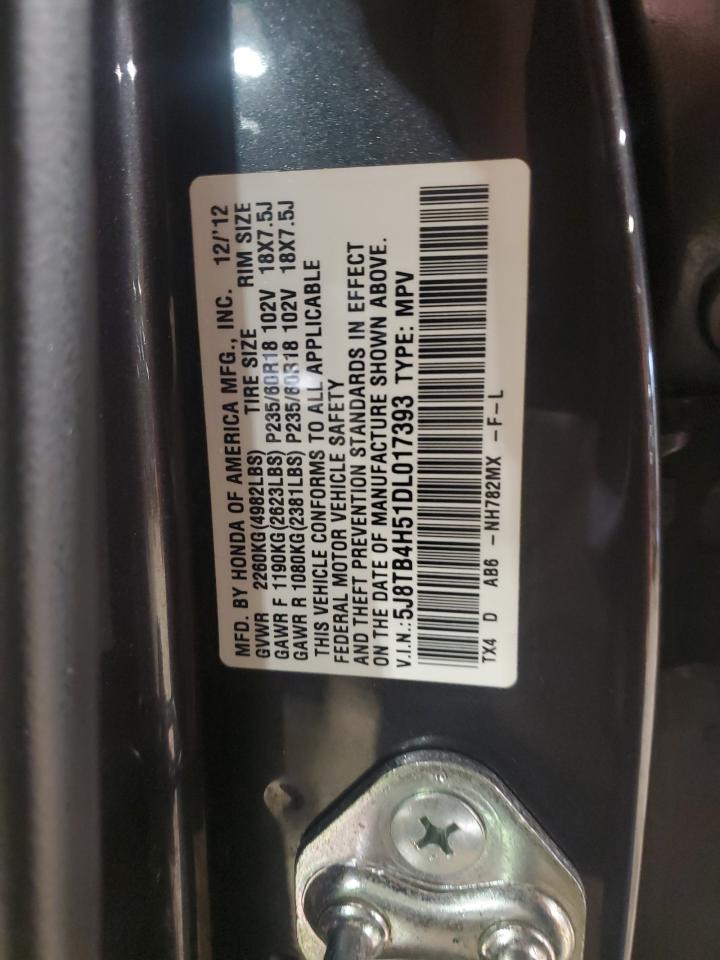 MFD. BY HONDA OF AMERICA MFG., INC. 12/'12
GVWR 2260KG(4982LBS) TIRE SIZE RIM SIZE
GAWR F 1190KG(2623LBS) P235/60R18 102V 18X7.5J
GAWR R 1080KG(2381LBS) P235/60R18 102V 18X7.5J
THIS VEHICLE CONFORMS TO ALL APPLICABLE
FEDERAL MOTOR VEHICLE SAFETY
AND THEFT PREVENTION STANDARDS IN EFFECT
ON THE DATE OF MANUFACTURE SHOWN ABOVE.
V.I.N.:5J8TB4H51DL017393 TYPE: MPV
TX4 D AB6 -NH782MX -F-L